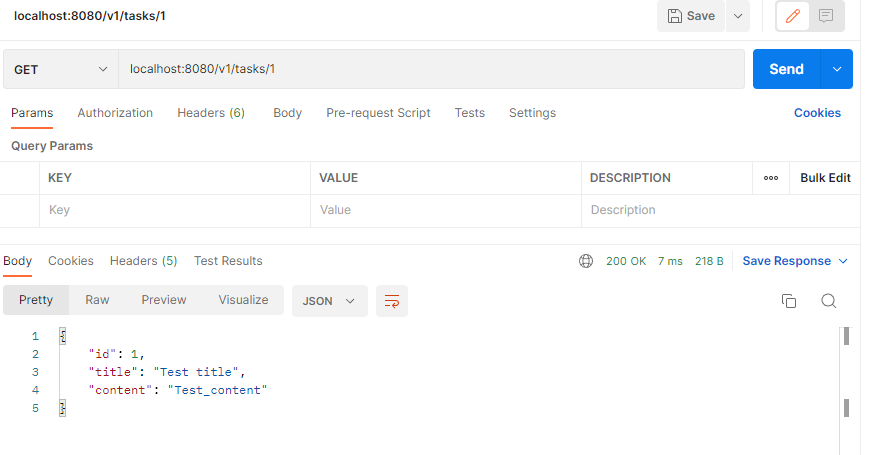 localhost:8080/v1/tasks/1
Save
GET
localhost:8080/v1/tasks/1
Send
Params Authorization Headers (6) Body Pre-request Script Tests Settings Cookies
Query Params
KEY VALUE DESCRIPTION Bulk Edit
Key Value Description
Body Cookies Headers (5) Test Results 200 OK 7 ms 218 B Save Response
Pretty Raw Preview Visualize JSON
1 {
2 "id": 1,
3 "title": "Test title",
4 "content": "Test_content"
5 }